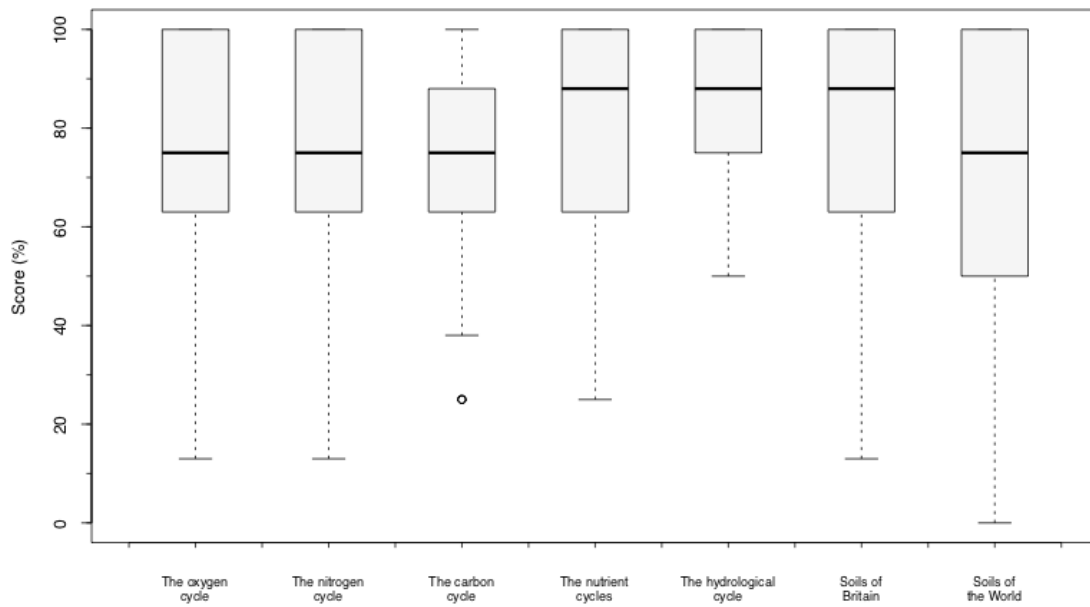 100
80
60
40
20
0
Score (%)
The oxygen
cycle
The nitrogen
cycle
The carbon
cycle
The nutrient
cycles
The hydrological
cycle
Soils of
Britain
Soils of
the World